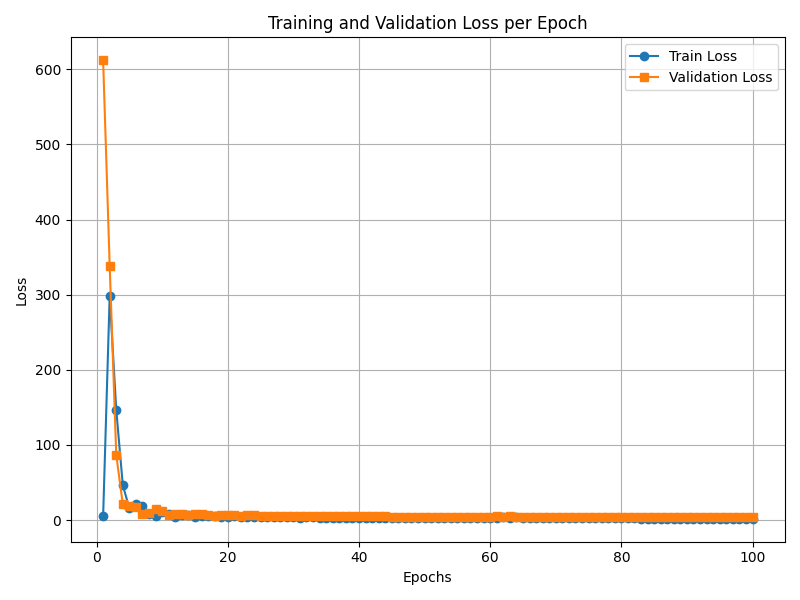 Training and Validation Loss per Epoch
Train Loss
Validation Loss
600
500
400
300
200
100
0
Loss
0 20 40 60 80 100
Epochs